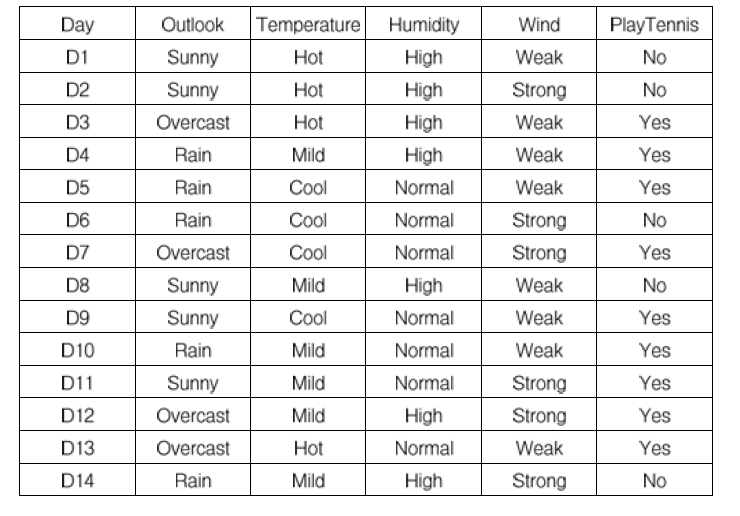 Day Outlook Temperature Humidity Wind PlayTennis
D1 Sunny Hot High Weak No
D2 Sunny Hot High Strong No
D3 Overcast Hot High Weak Yes
D4 Rain Mild High Weak Yes
D5 Rain Cool Normal Weak Yes
D6 Rain Cool Normal Strong No
D7 Overcast Cool Normal Strong Yes
D8 Sunny Mild High Weak No
D9 Sunny Cool Normal Weak Yes
D10 Rain Mild Normal Weak Yes
D11 Sunny Mild Normal Strong Yes
D12 Overcast Mild High Strong Yes
D13 Overcast Hot Normal Weak Yes
D14 Rain Mild High Strong No